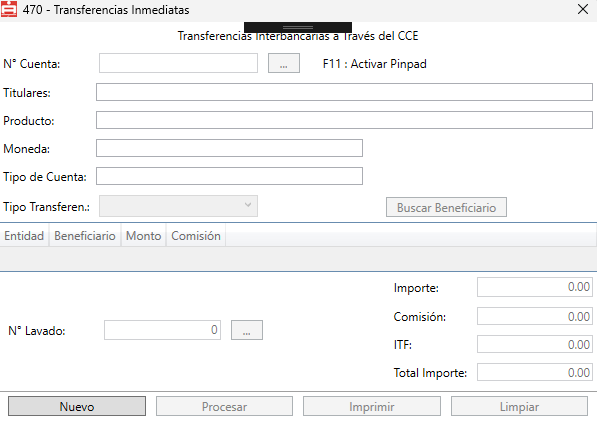 470 - Transferencias Inmediatas
Transferencias Interbancarias a Través del CCE
N° Cuenta: ... F11 : Activar Pinpad
Titulares:
Producto:
Moneda:
Tipo de Cuenta:
Tipo Transferen.: Buscar Beneficiario
Entidad Beneficiario Monto Comisión
Importe: 0.00
Comisión: 0.00
N° Lavado: 0 ...
ITF: 0.00
Total Importe: 0.00
Nuevo Procesar Imprimir Limpiar